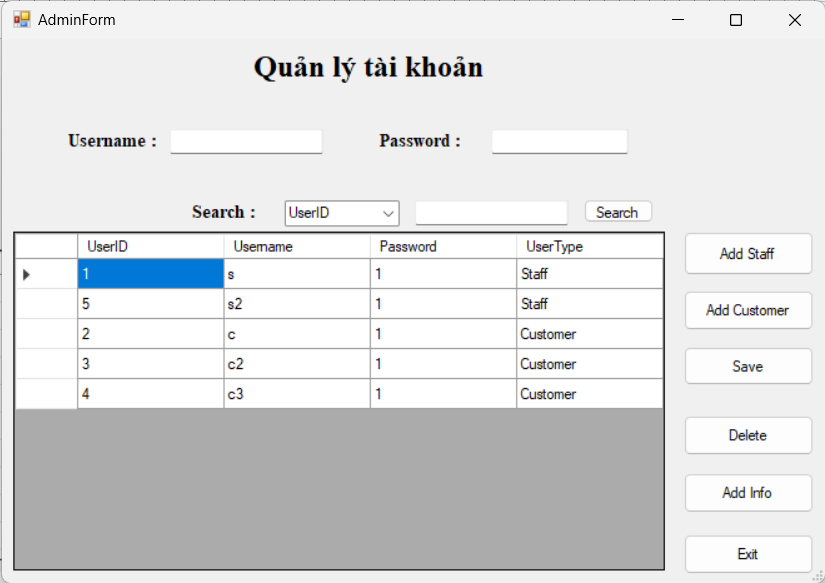 AdminForm
Quản lý tài khoản
Username :
Password :
Search :
UserID
Search
UserID Username Password UserType
1 s 1 Staff
5 s2 1 Staff
2 c 1 Customer
3 c2 1 Customer
4 c3 1 Customer
Add Staff
Add Customer
Save
Delete
Add Info
Exit